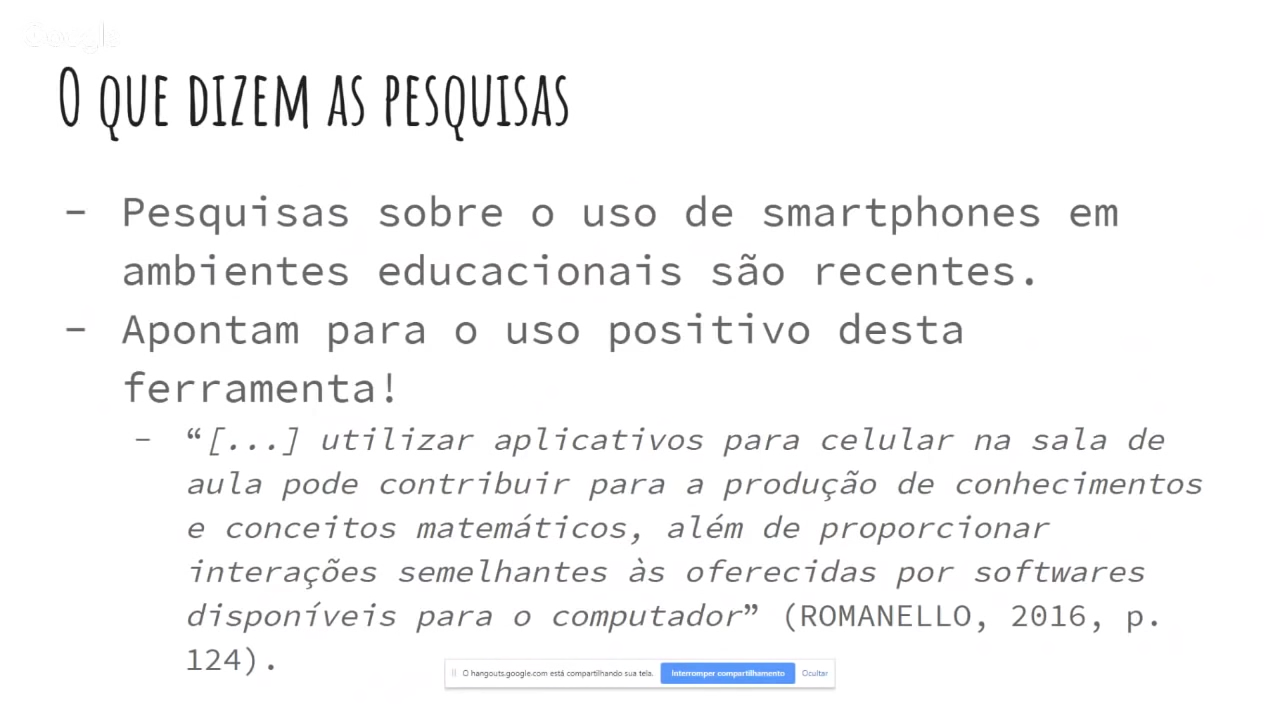 Google
O que dizem as pesquisas
- Pesquisas sobre o uso de smartphones em
ambientes educacionais são recentes.
- Apontam para o uso positivo desta
ferramenta!
- “[...] utilizar aplicativos para celular na sala de
aula pode contribuir para a produção de conhecimentos
e conceitos matemáticos, além de proporcionar
interações semelhantes às oferecidas por softwares
disponíveis para o computador” (ROMANELLO, 2016, p.
124).
O hangouts.google.com está compartilhando sua tela. Interromper compartilhamento Ocultar